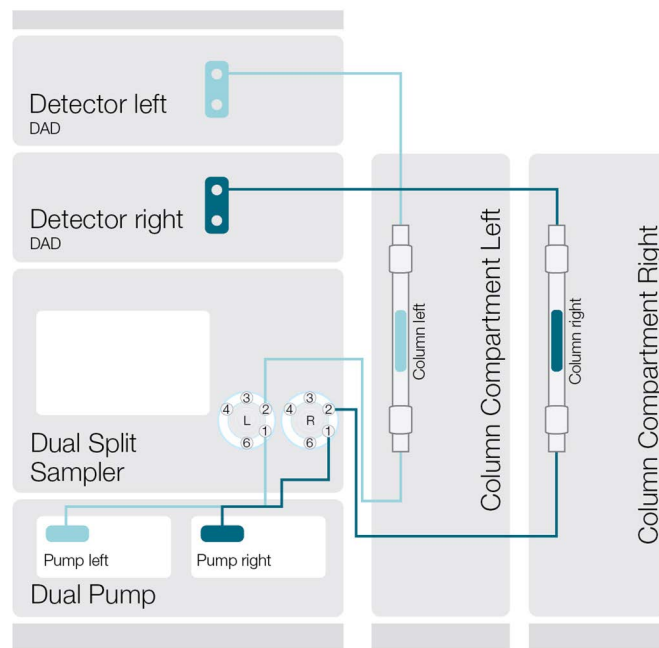 Detector left
DAD
Detector right
DAD
Dual Split
Sampler
3
4
2
L
1
6
3
4
2
R
1
6
Pump left
Pump right
Dual Pump
Column left
Column Compartment Left
Column right
Column Compartment Right